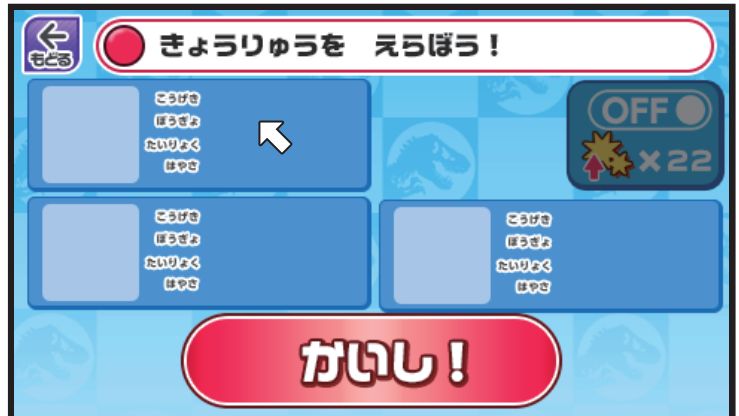 もどる
きょうりゅうを えらぼう！
こうげき
ぼうぎょ
たいりょく
はやさ
OFF
×22
こうげき
ぼうぎょ
たいりょく
はやさ
こうげき
ぼうぎょ
たいりょく
はやさ
かいし！